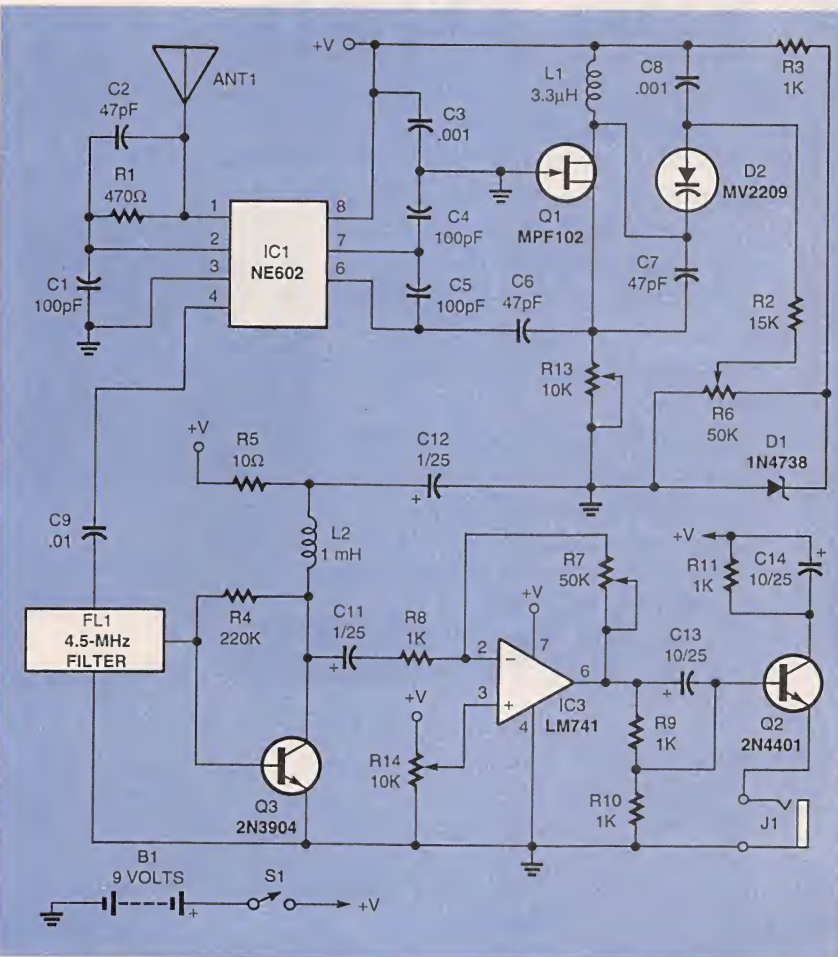 +V
ANT1
C2
47pF
R1
470Ω
C1
100pF
1
2
3
4
IC1
NE602
8
7
6
C3
.001
C4
100pF
C5
100pF
C6
47pF
L1
3.3µH
Q1
MPF102
C8
.001
R3
1K
D2
MV2209
C7
47pF
R2
15K
R13
10K
R6
50K
D1
1N4738
+V
R5
10Ω
C12
1/25
+
C9
.01
L2
1 mH
FL1
4.5-MHz
FILTER
R4
220K
C11
1/25
+
R8
1K
R7
50K
+V
2
−
7
3
+
6
4
IC3
LM741
+V
R14
10K
C13
10/25
+
R9
1K
R10
1K
+V
R11
1K
C14
10/25
+
Q2
2N4401
J1
Q3
2N3904
B1
9 VOLTS
+
S1
+V